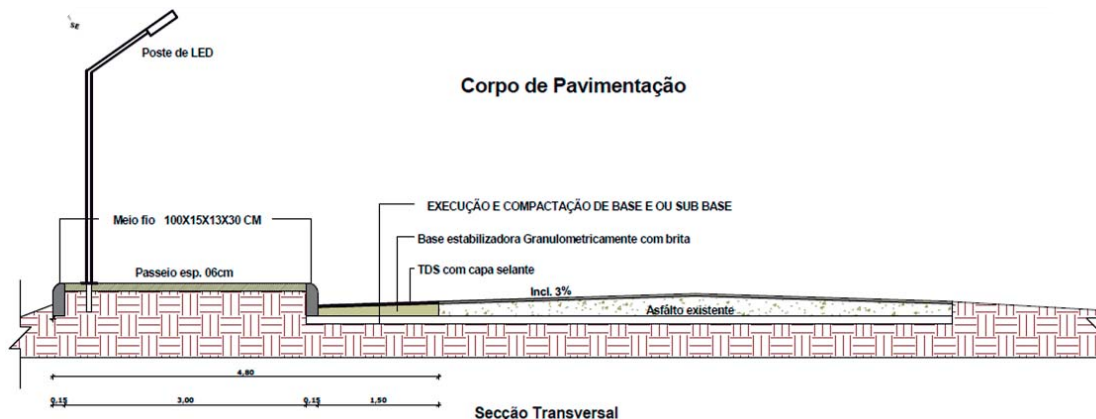 SE
Poste de LED
Corpo de Pavimentação
EXECUÇÃO E COMPACTAÇÃO DE BASE E OU SUB BASE
Meio fio 100X15X13X30 CM
Base estabilizadora Granulometricamente com brita
Passeio esp. 06cm
TDS com capa selante
Incl. 3%
Asfálto existente
4,80
0,15 3,00 0,15 1,50
Secção Transversal